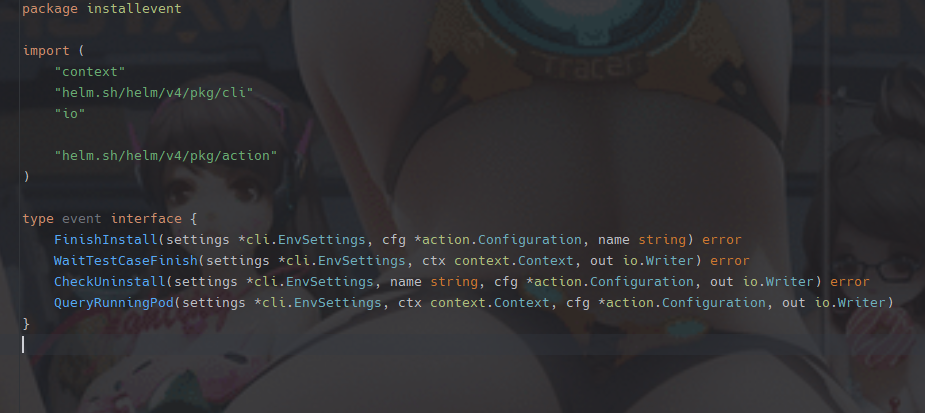 package installevent
import (
"context"
"helm.sh/helm/v4/pkg/cli"
"io"
"helm.sh/helm/v4/pkg/action"
)
type event interface {
FinishInstall(settings *cli.EnvSettings, cfg *action.Configuration, name string) error
WaitTestCaseFinish(settings *cli.EnvSettings, ctx context.Context, out io.Writer) error
CheckUninstall(settings *cli.EnvSettings, name string, cfg *action.Configuration, out io.Writer) error
QueryRunningPod(settings *cli.EnvSettings, ctx context.Context, cfg *action.Configuration, out io.Writer)
}
Tracer